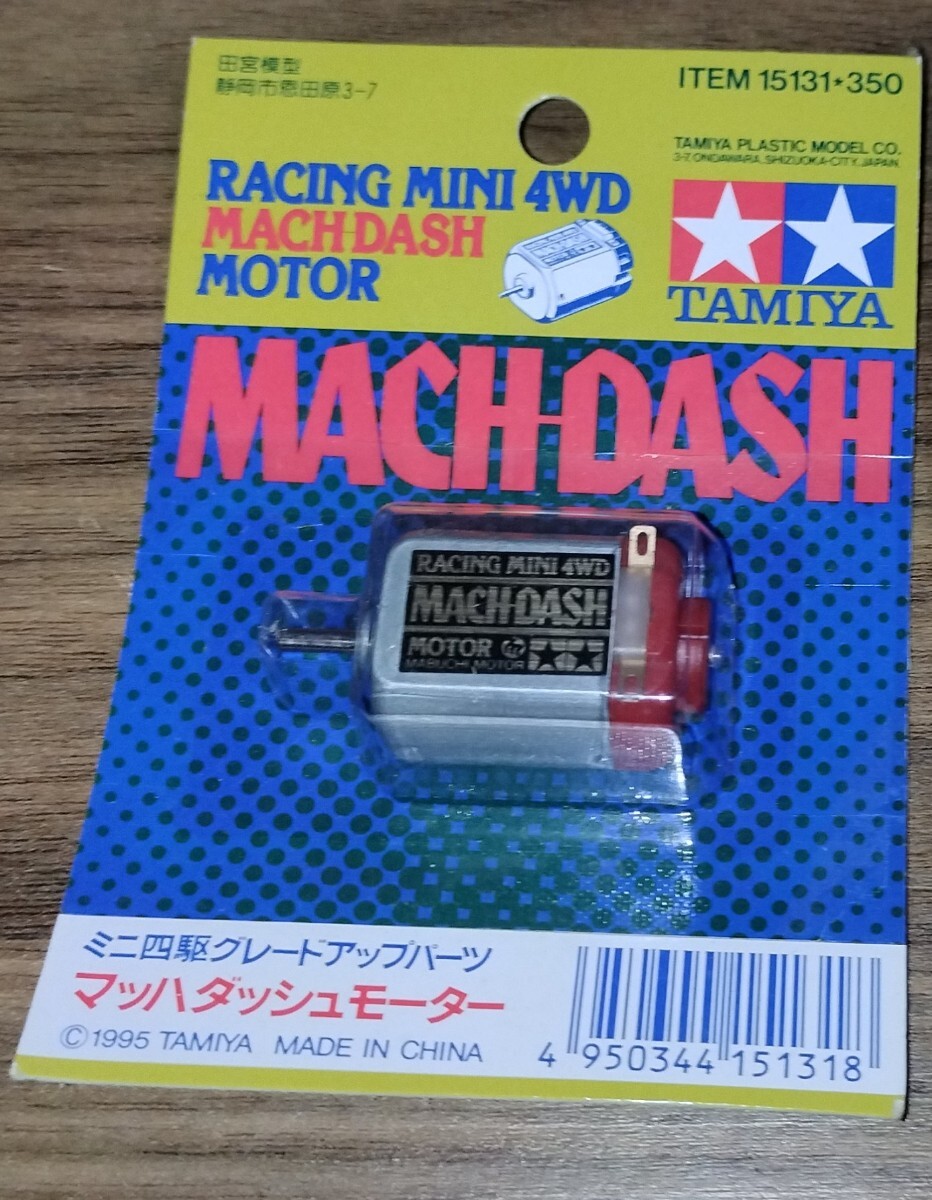 田宮模型
静岡市恩田原3-7
ITEM 15131★350
TAMIYA PLASTIC MODEL CO.
3-7, ONDAWARA, SHIZUOKA-CITY, JAPAN
RACING MINI 4WD
MACH-DASH
MOTOR
TAMIYA
MACH-DASH
RACING MINI 4WD
MACH-DASH
MOTOR
MABUCHI MOTOR
ミニ四駆グレードアップパーツ
マッハダッシュモーター
©1995 TAMIYA MADE IN CHINA
4 950344 151318